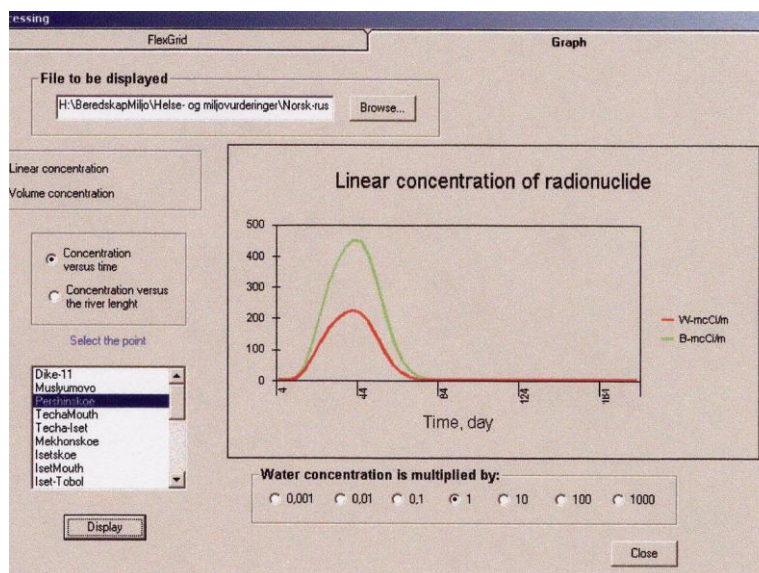 cessing
FlexGrid
Graph
File to be displayed
H:\BeredskapMiljo\Helse- og miljovurderinger\Norsk-rus
Browse...
Linear concentration
Volume concentration
Concentration
versus time
Concentration versus
the river lenght
Select the point
Dike-11
Muslyumovo
Pershinskoe
TechaMouth
Techa-Iset
Mekhonskoe
Isetskoe
IsetMouth
Iset-Tobol
Display
Linear concentration of radionuclide
500
400
300
200
100
0
4
44
84
124
164
Time, day
W-mcCi/m
B-mcCi/m
Water concentration is multiplied by:
0,001 0,01 0,1 1 10 100 1000
Close